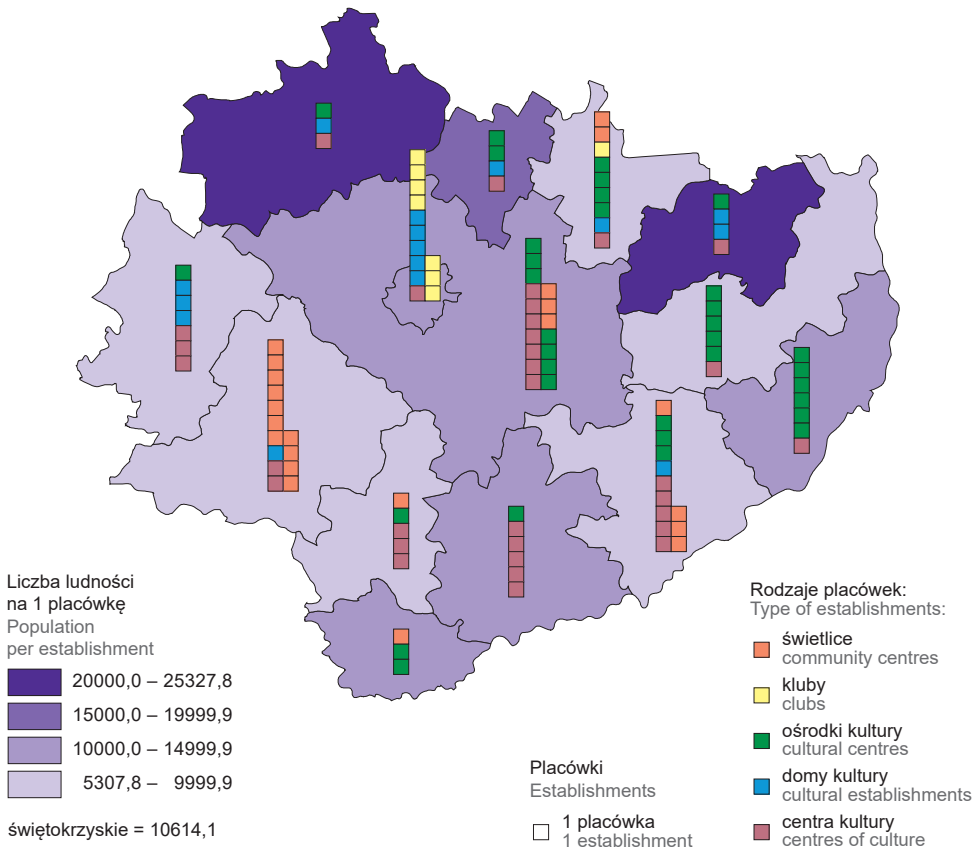 Liczba ludności
na 1 placówkę
Population
per establishment
20000,0 – 25327,8
15000,0 – 19999,9
10000,0 – 14999,9
5307,8 – 9999,9
świętokrzyskie = 10614,1
Placówki
Establishments
1 placówka
1 establishment
Rodzaje placówek:
Type of establishments:
świetlice
community centres
kluby
clubs
ośrodki kultury
cultural centres
domy kultury
cultural establishments
centra kultury
centres of culture